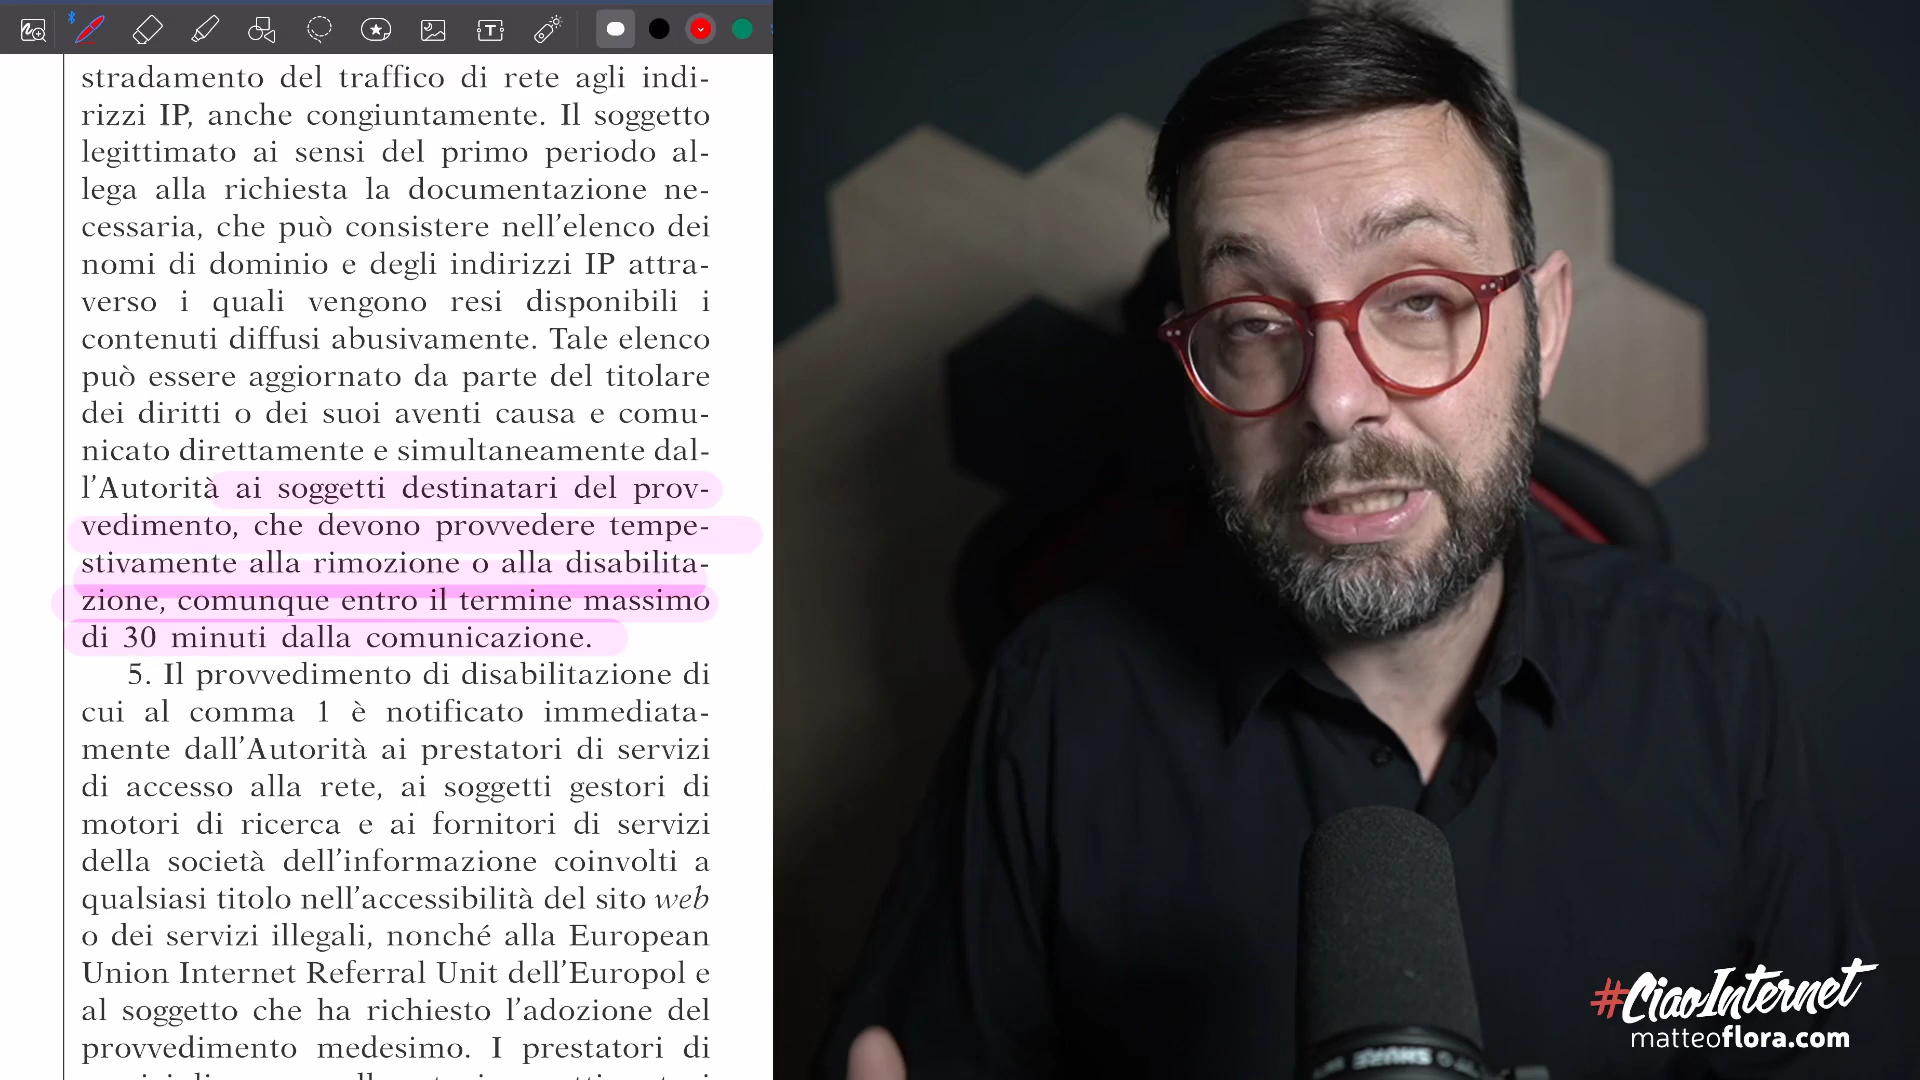 stradamento del traffico di rete agli indi-
rizzi IP, anche congiuntamente. Il soggetto
legittimato ai sensi del primo periodo al-
lega alla richiesta la documentazione ne-
cessaria, che può consistere nell'elenco dei
nomi di dominio e degli indirizzi IP attra-
verso i quali vengono resi disponibili i
contenuti diffusi abusivamente. Tale elenco
può essere aggiornato da parte del titolare
dei diritti o dei suoi aventi causa e comu-
nicato direttamente e simultaneamente dal-
l'Autorità ai soggetti destinatari del prov-
vedimento, che devono provvedere tempe-
stivamente alla rimozione o alla disabilita-
zione, comunque entro il termine massimo
di 30 minuti dalla comunicazione.
5. Il provvedimento di disabilitazione di
cui al comma 1 è notificato immediata-
mente dall'Autorità ai prestatori di servizi
di accesso alla rete, ai soggetti gestori di
motori di ricerca e ai fornitori di servizi
della società dell'informazione coinvolti a
qualsiasi titolo nell'accessibilità del sito web
o dei servizi illegali, nonché alla European
Union Internet Referral Unit dell'Europol e
al soggetto che ha richiesto l'adozione del
provvedimento medesimo. I prestatori di
#CiaoInternet
matteoflora.com
SHURE